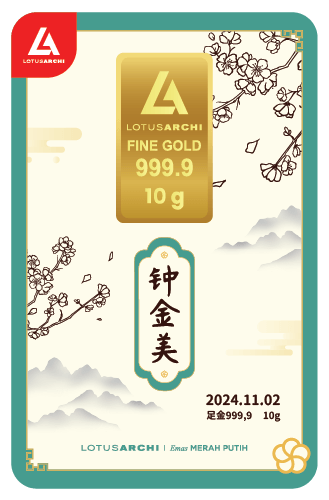 LOTUSARCHI
LOTUSARCHI
FINE GOLD
999.9
10 g
钟
金
美
2024.11.02
足金999,9 10g
LOTUSARCHI | Emas MERAH PUTIH